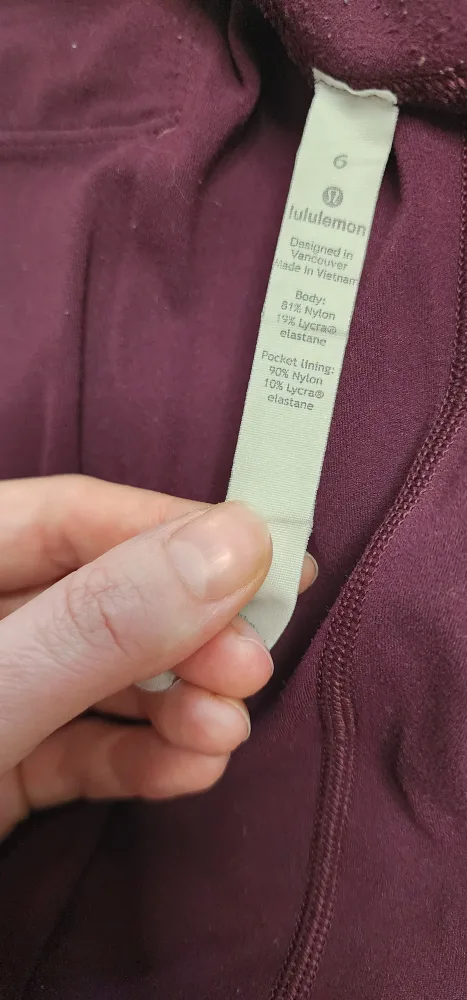 6
lululemon
Designed in
Vancouver
Made in Vietnam
Body:
81% Nylon
19% Lycra®
elastane
Pocket lining:
90% Nylon
10% Lycra®
elastane